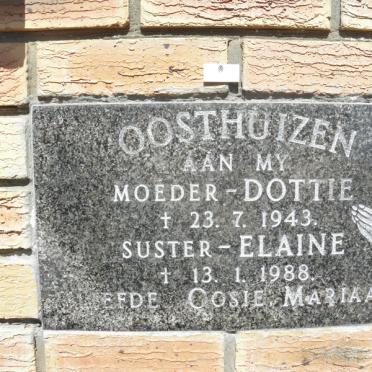 OOSTHUIZEN
AAN MY
MOEDER - DOTTIE
† 23. 7. 1943.
SUSTER - ELAINE
† 13. 1. 1988.
OOSIE MARIAA